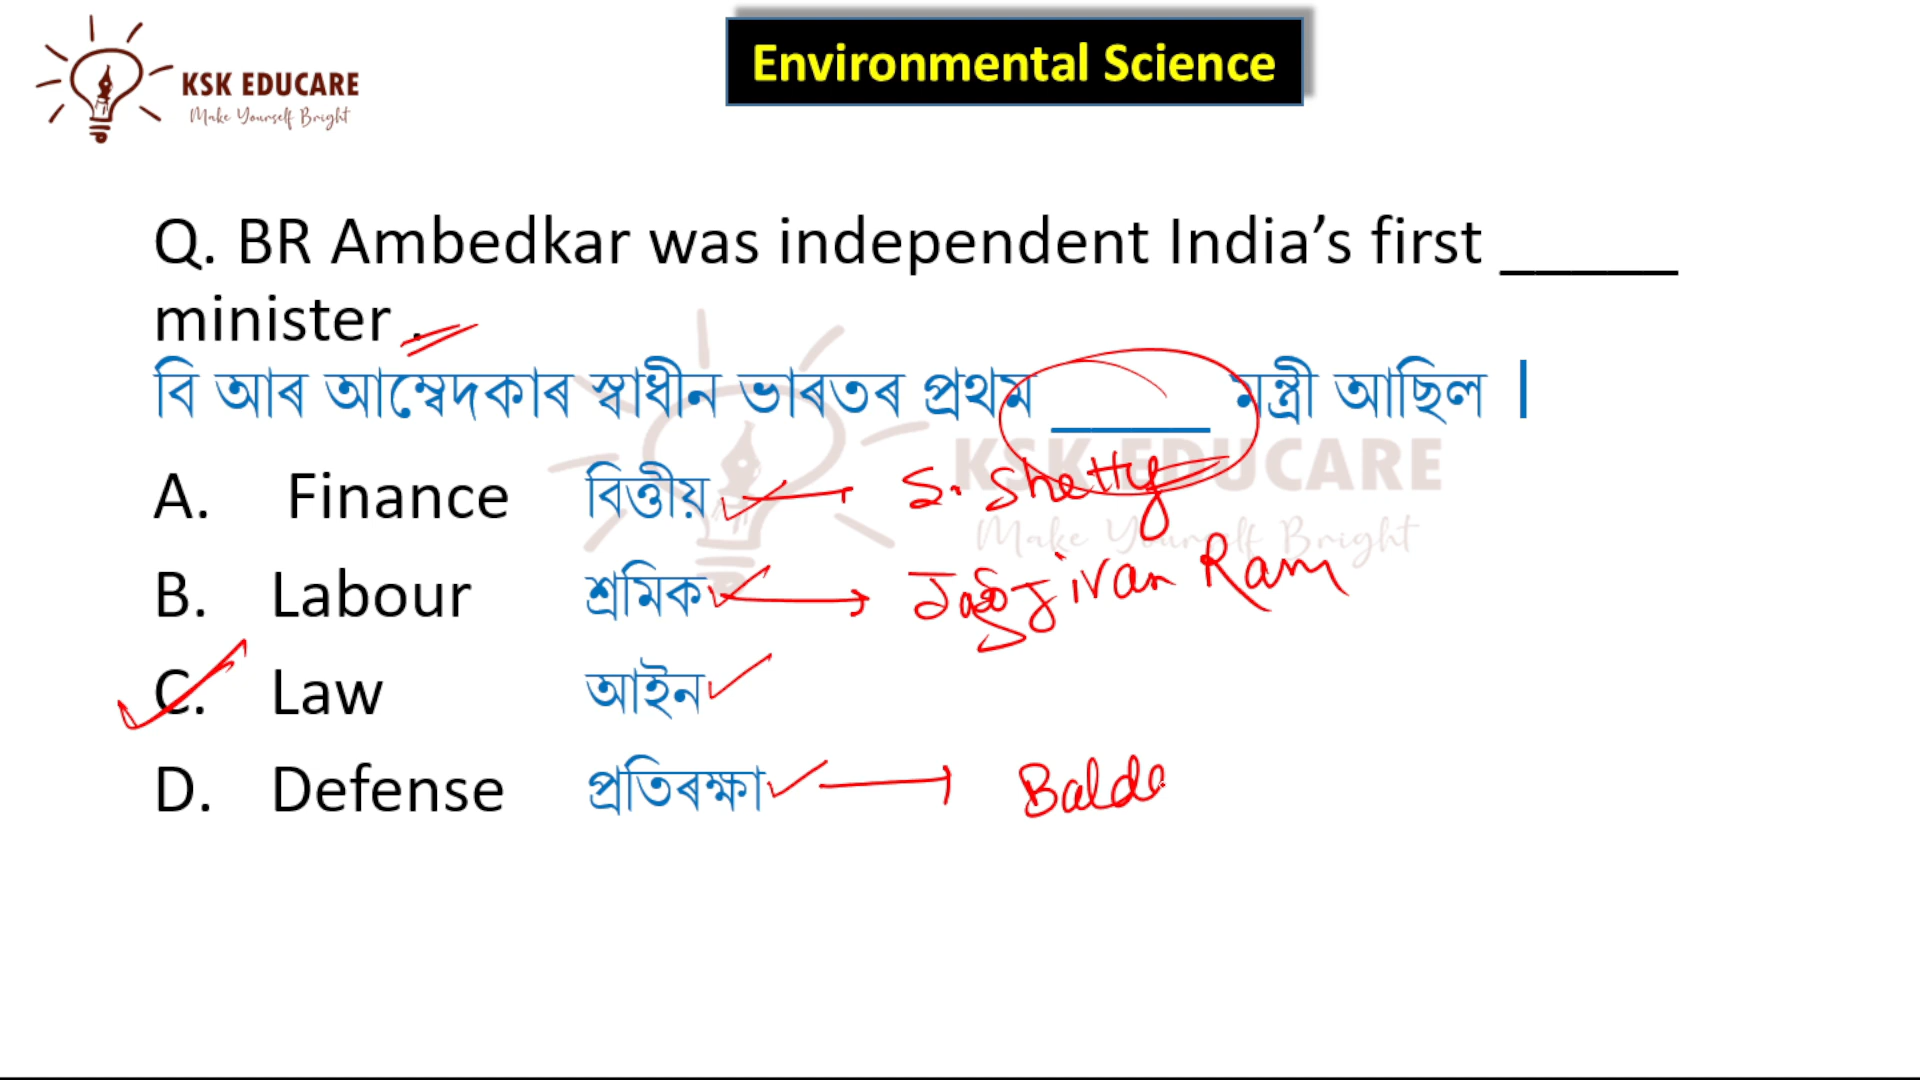 KSK EDUCARE
Make Yourself Bright
Environmental Science
Q. BR Ambedkar was independent India’s first _____
minister .
বি আৰ আম্বেদকাৰ স্বাধীন ভাৰতৰ প্ৰথম _____ মন্ত্ৰী আছিল |
A. Finance বিত্তীয় S. Shetty
B. Labour শ্ৰমিক Jagjivan Ram
C. Law আইন
D. Defense প্ৰতিৰক্ষা Balde
KSK EDUCARE
Make Yourself Bright